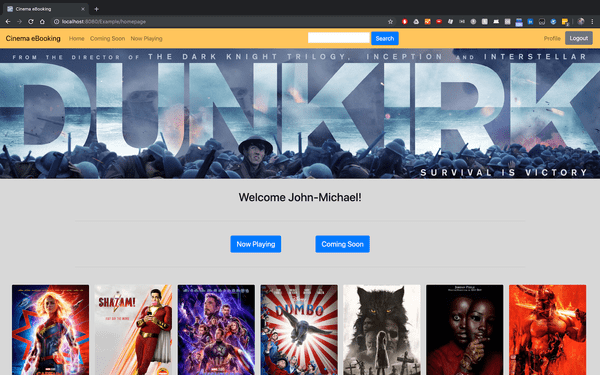 Cinema eBooking
localhost:8080/Example/homepage
Cinema eBooking Home Coming Soon Now Playing Search Profile Logout
FROM THE DIRECTOR OF THE DARK KNIGHT TRILOGY, INCEPTION AND INTERSTELLAR
DUNKIRK
SURVIVAL IS VICTORY
Welcome John-Michael!
Now Playing Coming Soon
SHAZAM!
DUMBO